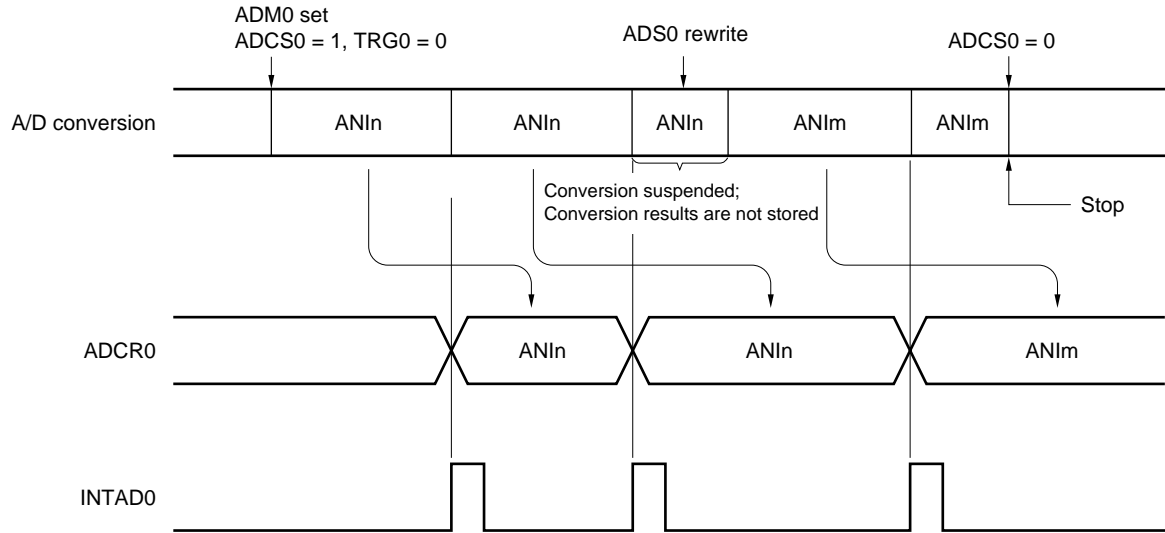 ADM0 set
ADCS0 = 1, TRG0 = 0
ADS0 rewrite
ADCS0 = 0
A/D conversion
ANIn
ANIn
ANIn
ANIm
ANIm
Conversion suspended;
Conversion results are not stored
Stop
ADCR0
ANIn
ANIn
ANIm
INTAD0